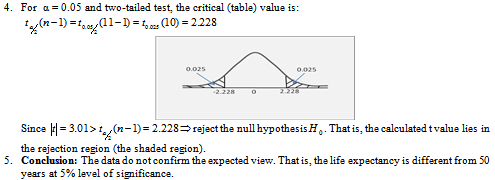 4. For α = 0.05 and two-tailed test, the critical (table) value is:
t_{α/2}(n−1) = t_{0.05/2}(11−1) = t_{0.025}(10) = 2.228
0.025 0.025
-2.228 0 2.228
Since |t| = 3.01 > t_{α/2}(n−1) = 2.228 ⇒ reject the null hypothesis H₀. That is, the calculated t value lies in
the rejection region (the shaded region).
5. Conclusion: The data do not confirm the expected view. That is, the life expectancy is different from 50
years at 5% level of significance.